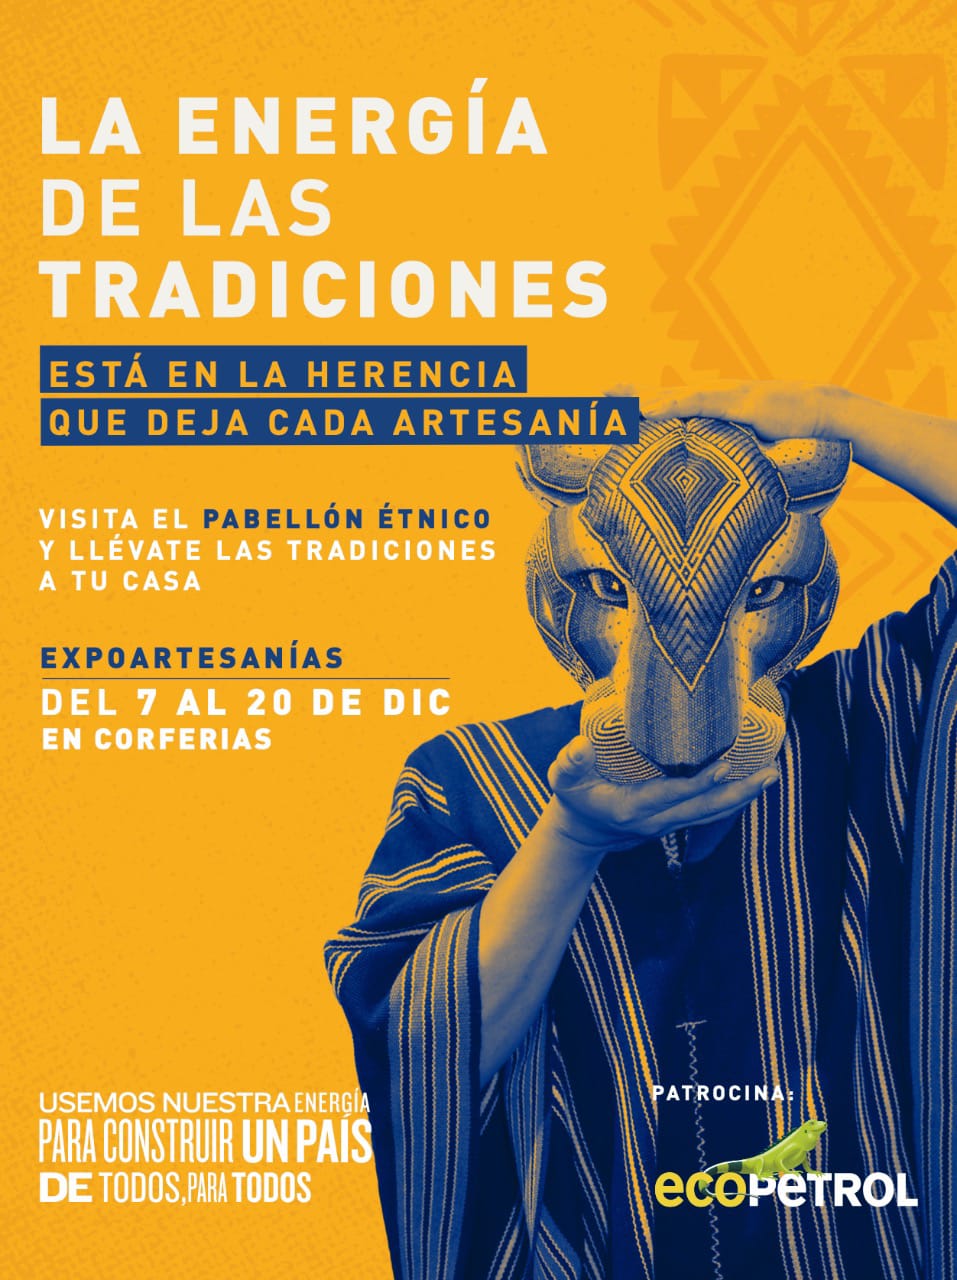 LA ENERGÍA
DE LAS
TRADICIONES
ESTÁ EN LA HERENCIA
QUE DEJA CADA ARTESANÍA
VISITA EL PABELLÓN ÉTNICO
Y LLÉVATE LAS TRADICIONES
A TU CASA
EXPOARTESANÍAS
DEL 7 AL 20 DE DIC
EN CORFERIAS
USEMOS NUESTRA ENERGÍA
PARA CONSTRUIR UN PAÍS
DE TODOS, PARA TODOS
PATROCINA:
ecoPeTROL